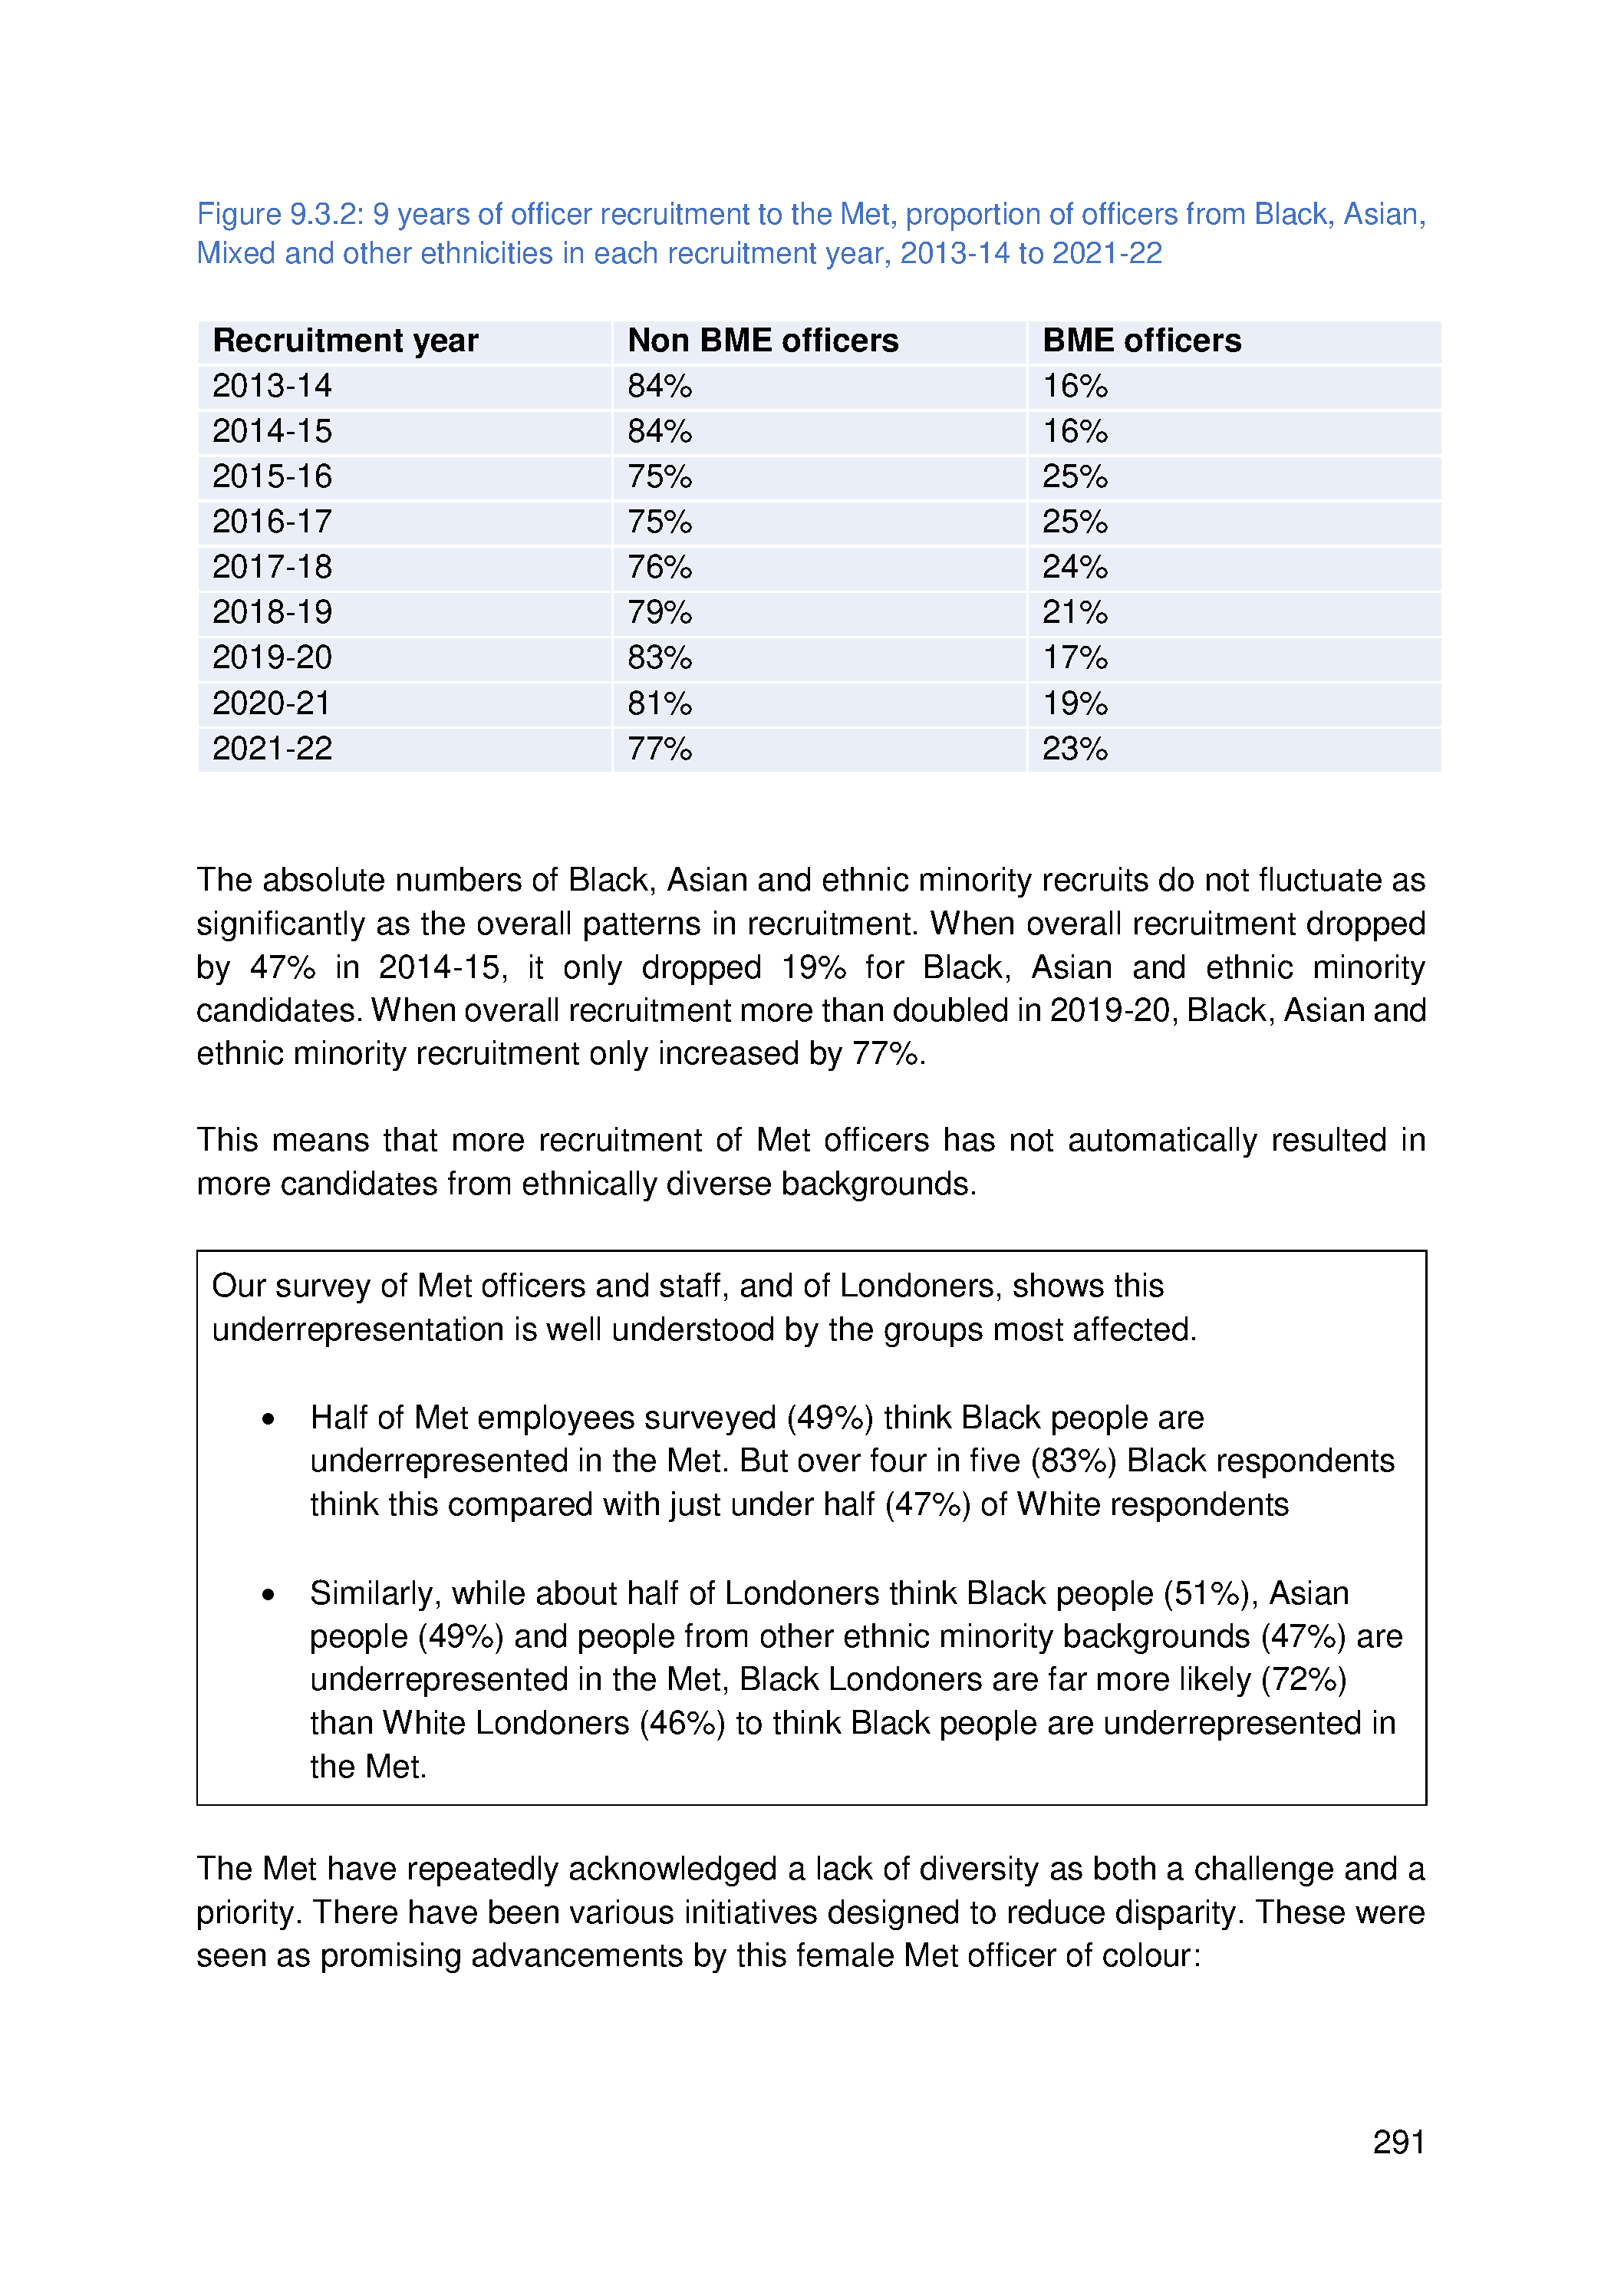 Figure 9.3.2: 9 years of officer recruitment to the Met, proportion of officers from Black, Asian,
Mixed and other ethnicities in each recruitment year, 2013-14 to 2021-22
Recruitment year Non BME officers BME officers
2013-14 84% 16%
2014-15 84% 16%
2015-16 75% 25%
2016-17 75% 25%
2017-18 76% 24%
2018-19 79% 21%
2019-20 83% 17%
2020-21 81% 19%
2021-22 77% 23%
The absolute numbers of Black, Asian and ethnic minority recruits do not fluctuate as
significantly as the overall patterns in recruitment. When overall recruitment dropped
by 47% in 2014-15, it only dropped 19% for Black, Asian and ethnic minority
candidates. When overall recruitment more than doubled in 2019-20, Black, Asian and
ethnic minority recruitment only increased by 77%.
This means that more recruitment of Met officers has not automatically resulted in
more candidates from ethnically diverse backgrounds.
Our survey of Met officers and staff, and of Londoners, shows this
underrepresentation is well understood by the groups most affected.
• Half of Met employees surveyed (49%) think Black people are
underrepresented in the Met. But over four in five (83%) Black respondents
think this compared with just under half (47%) of White respondents
• Similarly, while about half of Londoners think Black people (51%), Asian
people (49%) and people from other ethnic minority backgrounds (47%) are
underrepresented in the Met, Black Londoners are far more likely (72%)
than White Londoners (46%) to think Black people are underrepresented in
the Met.
The Met have repeatedly acknowledged a lack of diversity as both a challenge and a
priority. There have been various initiatives designed to reduce disparity. These were
seen as promising advancements by this female Met officer of colour:
291